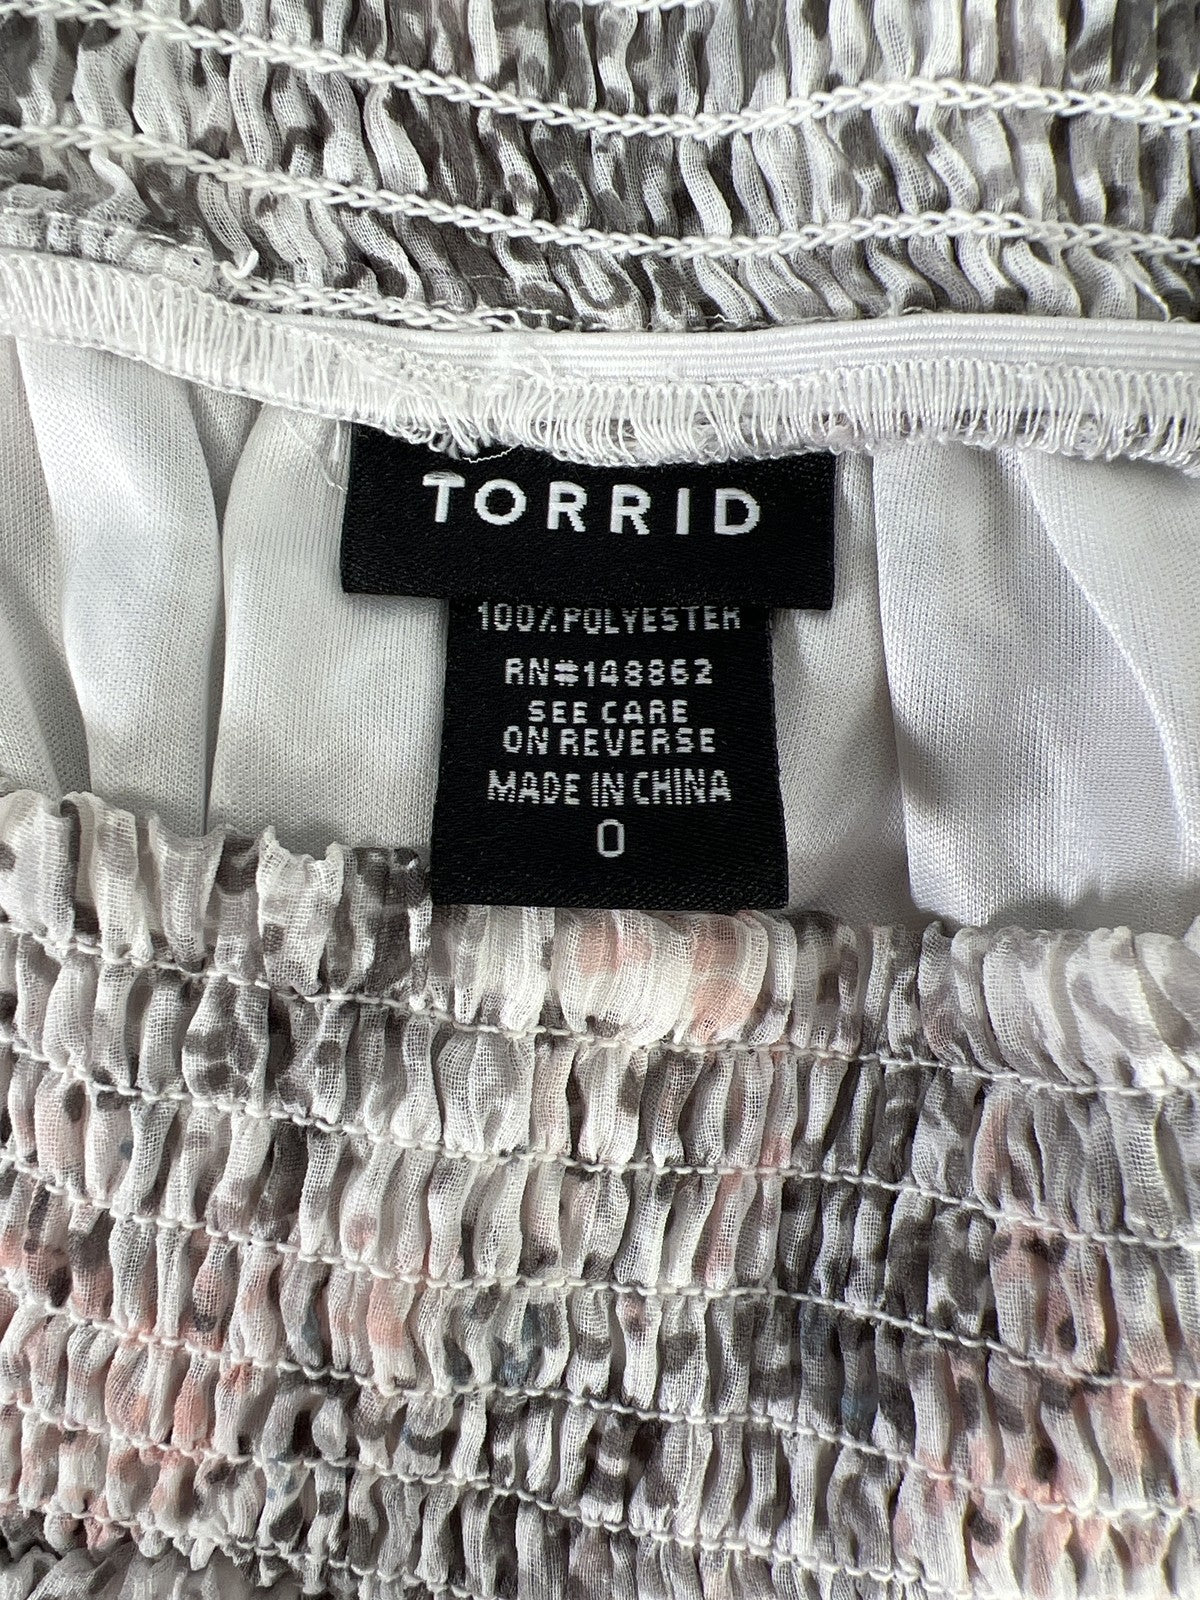 TORRID
100% POLYESTER
RN#148862
SEE CARE
ON REVERSE
MADE IN CHINA
0